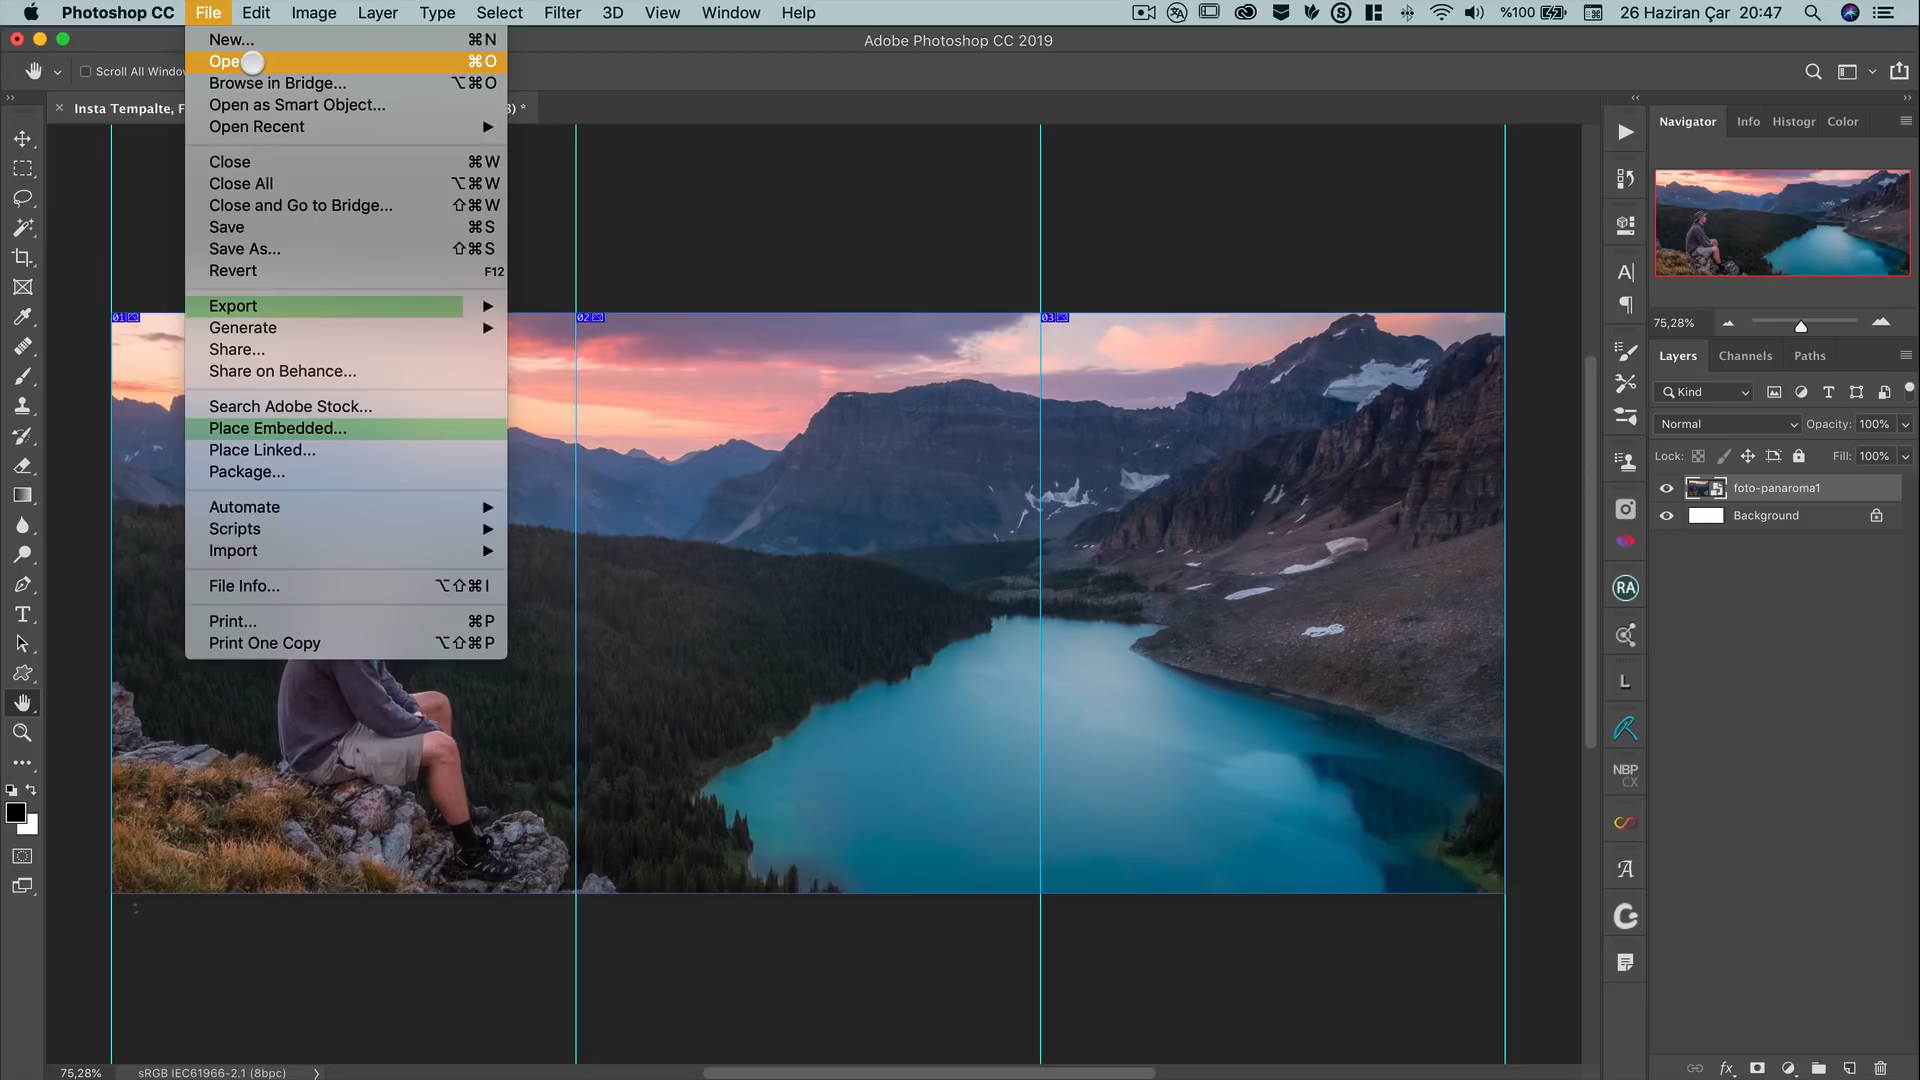 Photoshop CC File Edit Image Layer Type Select Filter 3D View Window Help %100 26 Haziran Çar 20:47
Adobe Photoshop CC 2019
Scroll All Window
Insta Tempalte, F
*
New... ⌘N
Ope ⌘O
Browse in Bridge... ⌥⌘O
Open as Smart Object...
Open Recent
Close ⌘W
Close All ⌥⌘W
Close and Go to Bridge... ⇧⌘W
Save ⌘S
Save As... ⇧⌘S
Revert F12
Export
Generate
Share...
Share on Behance...
Search Adobe Stock...
Place Embedded...
Place Linked...
Package...
Automate
Scripts
Import
File Info... ⌥⇧⌘I
Print... ⌘P
Print One Copy ⌥⇧⌘P
01 02 03
Navigator Info Histogr Color
75,28%
Layers Channels Paths
Kind
Normal Opacity: 100%
Lock: Fill: 100%
foto-panaroma1
Background
RA
L
NBP
CX
75,28% sRGB IEC61966-2.1 (8bpc)